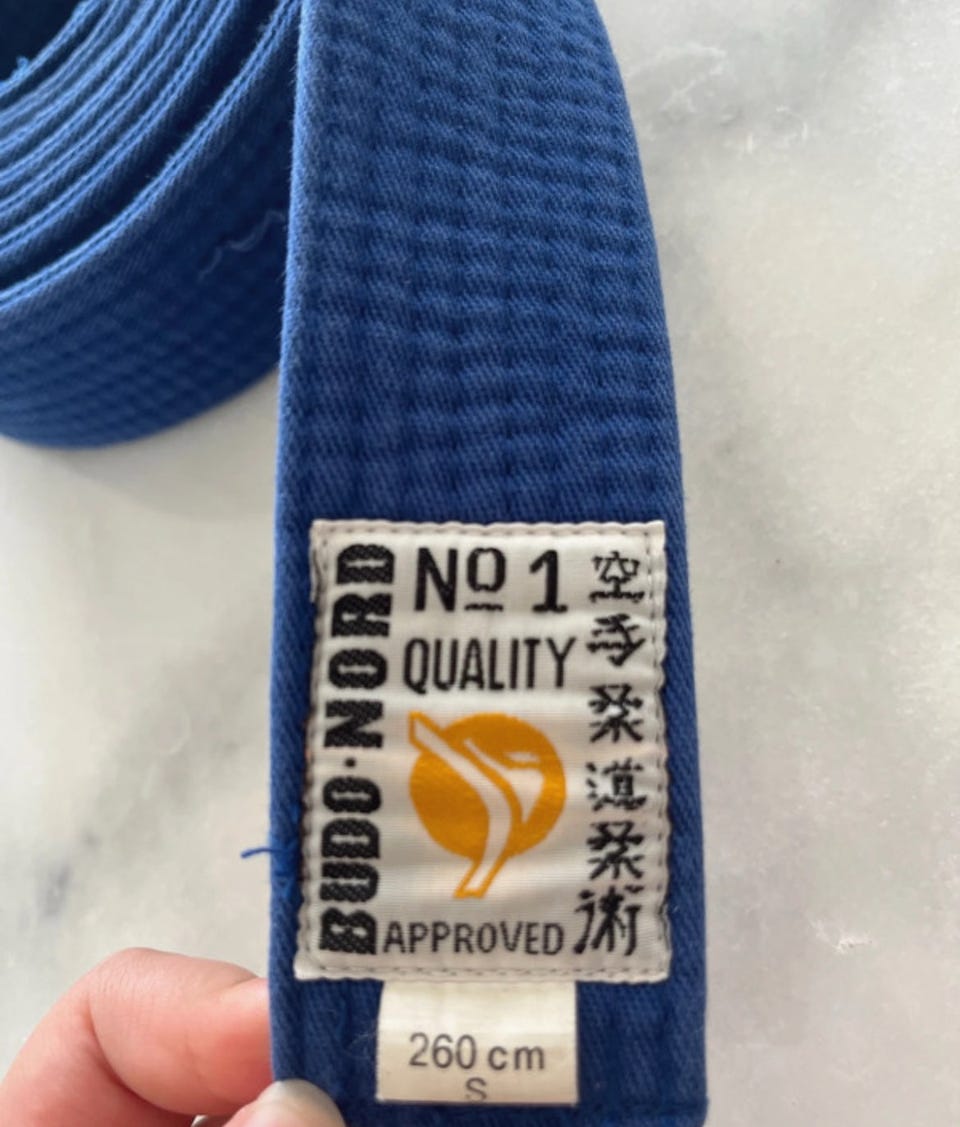 BUDO·NORD
Nº 1
QUALITY
APPROVED
空手柔道柔術
260 cm
S